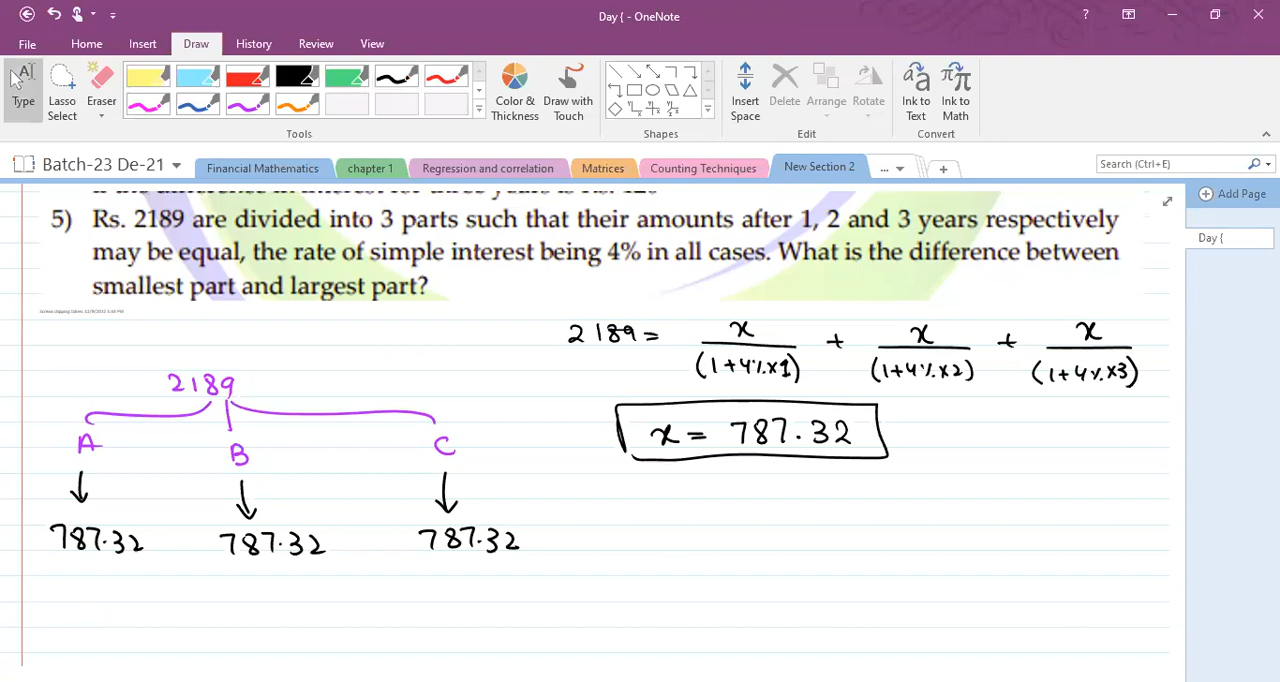 Day { - OneNote
File Home Insert Draw History Review View
Type Lasso Select Eraser Color & Thickness Draw with Touch Insert Space Delete Arrange Rotate Ink to Text Ink to Math
Tools Shapes Edit Convert
Batch-23 De-21 Financial Mathematics chapter 1 Regression and correlation Matrices Counting Techniques New Section 2 ... Search (Ctrl+E)
Add Page
Day {
5) Rs. 2189 are divided into 3 parts such that their amounts after 1, 2 and 3 years respectively
may be equal, the rate of simple interest being 4% in all cases. What is the difference between
smallest part and largest part?
2189 = x/(1+4%×1) + x/(1+4%×2) + x/(1+4%×3)
x = 787.32
2189
A B C
787.32 787.32 787.32